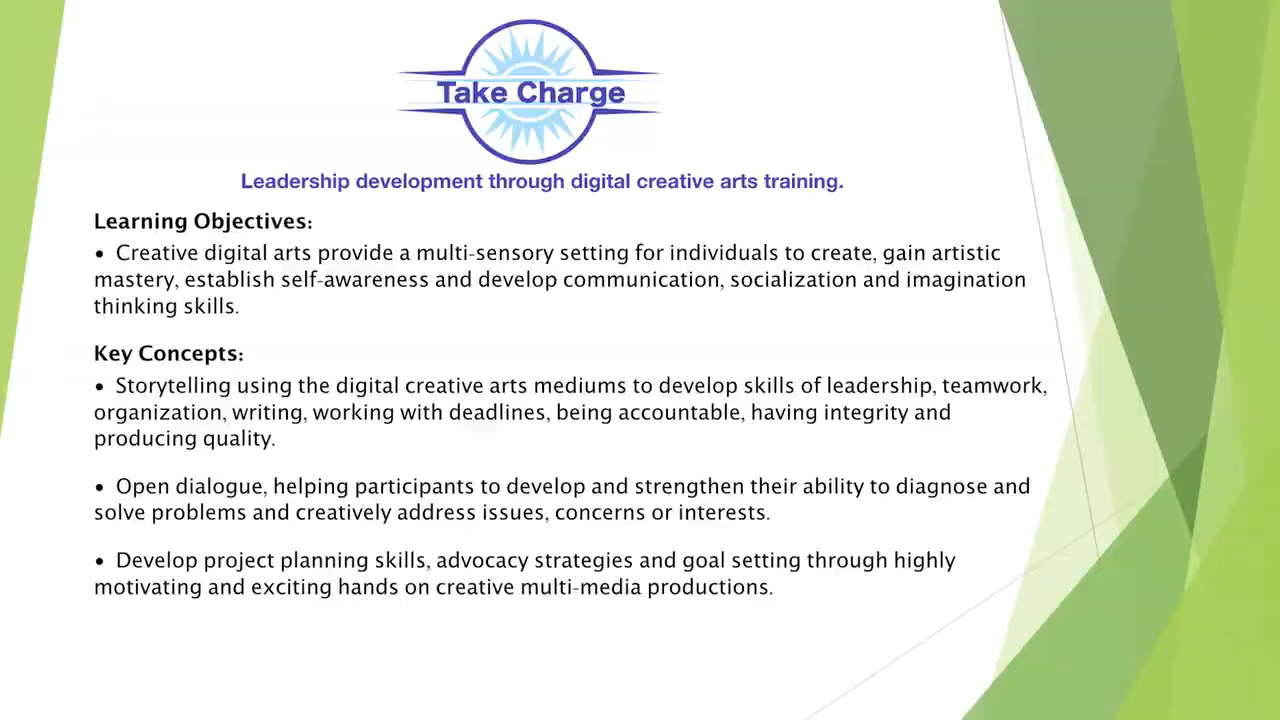 Take Charge
Leadership development through digital creative arts training.
Learning Objectives:
• Creative digital arts provide a multi-sensory setting for individuals to create, gain artistic
mastery, establish self-awareness and develop communication, socialization and imagination
thinking skills.
Key Concepts:
• Storytelling using the digital creative arts mediums to develop skills of leadership, teamwork,
organization, writing, working with deadlines, being accountable, having integrity and
producing quality.
• Open dialogue, helping participants to develop and strengthen their ability to diagnose and
solve problems and creatively address issues, concerns or interests.
• Develop project planning skills, advocacy strategies and goal setting through highly
motivating and exciting hands on creative multi-media productions.